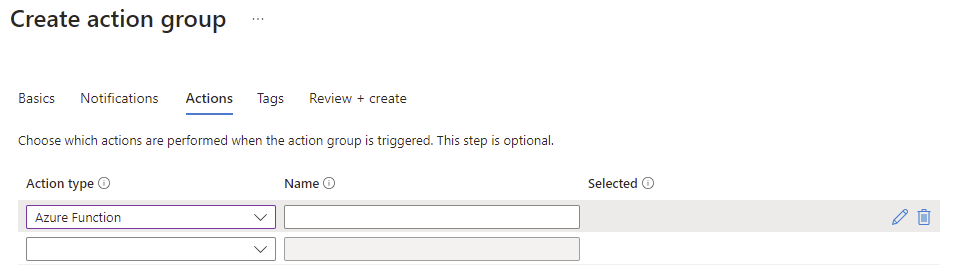 Create action group ...
Basics Notifications Actions Tags Review + create
Choose which actions are performed when the action group is triggered. This step is optional.
Action type Name Selected
Azure Function